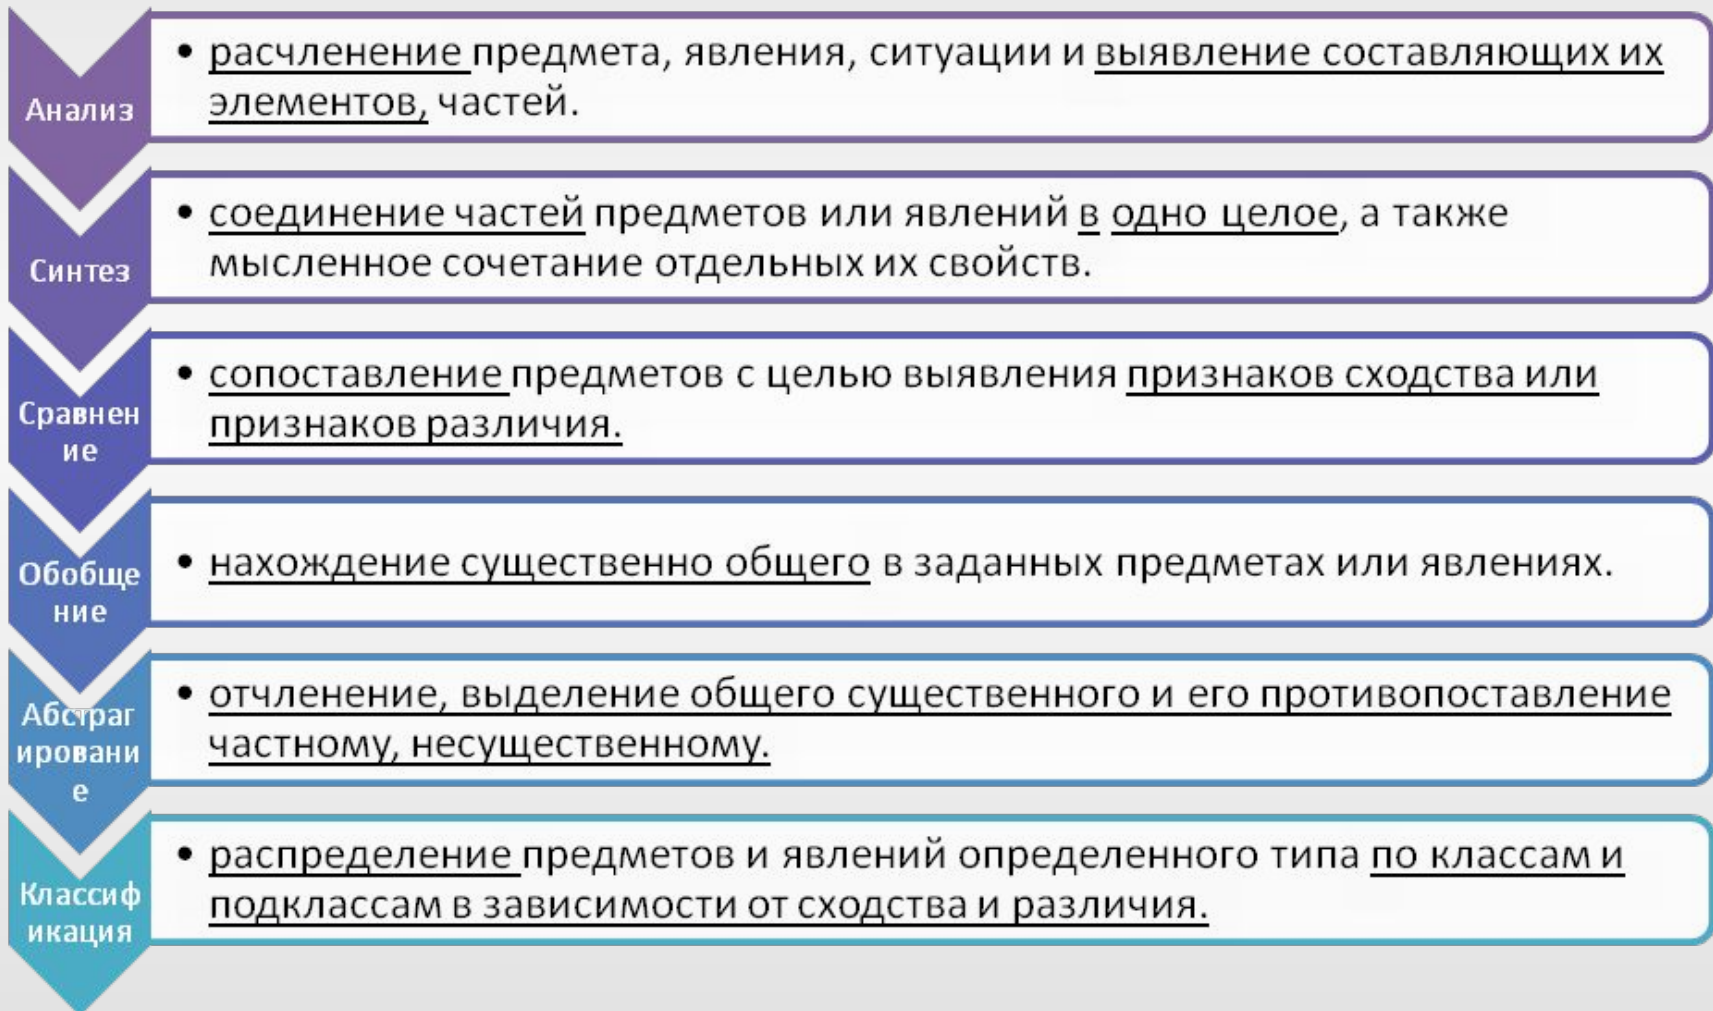 Анализ
• расчленение предмета, явления, ситуации и выявление составляющих их
элементов, частей.
Синтез
• соединение частей предметов или явлений в одно целое, а также
мысленное сочетание отдельных их свойств.
Сравнен
ие
• сопоставление предметов с целью выявления признаков сходства или
признаков различия.
Обобще
ние
• нахождение существенно общего в заданных предметах или явлениях.
Абстраг
ировани
е
• отчленение, выделение общего существенного и его противопоставление
частному, несущественному.
Классиф
икация
• распределение предметов и явлений определенного типа по классам и
подклассам в зависимости от сходства и различия.